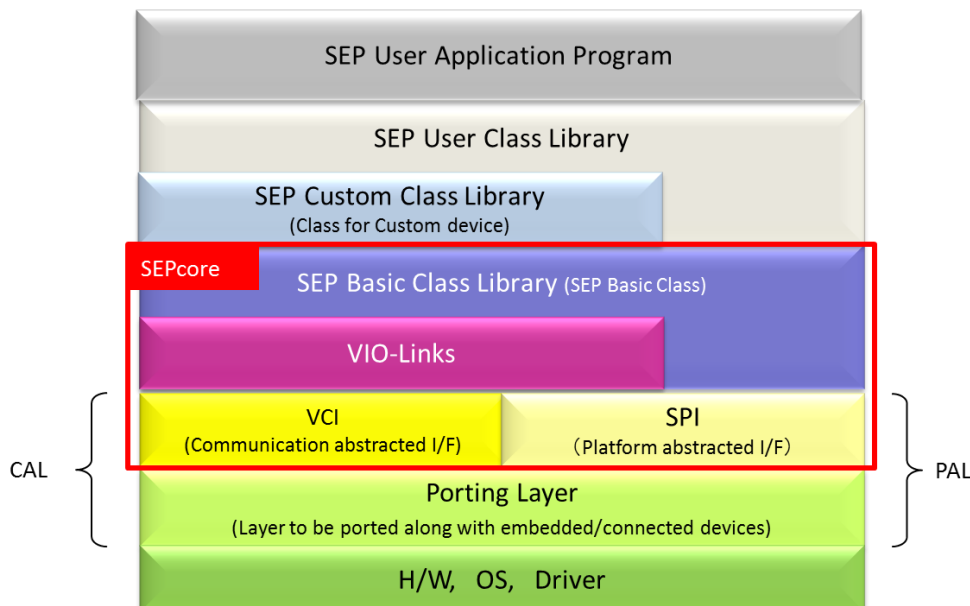 SEP User Application Program
SEP User Class Library
SEP Custom Class Library
(Class for Custom device)
SEPcore
SEP Basic Class Library (SEP Basic Class)
VIO-Links
VCI
(Communication abstracted I/F)
SPI
（Platform abstracted I/F）
CAL
PAL
Porting Layer
(Layer to be ported along with embedded/connected devices)
H/W, OS, Driver